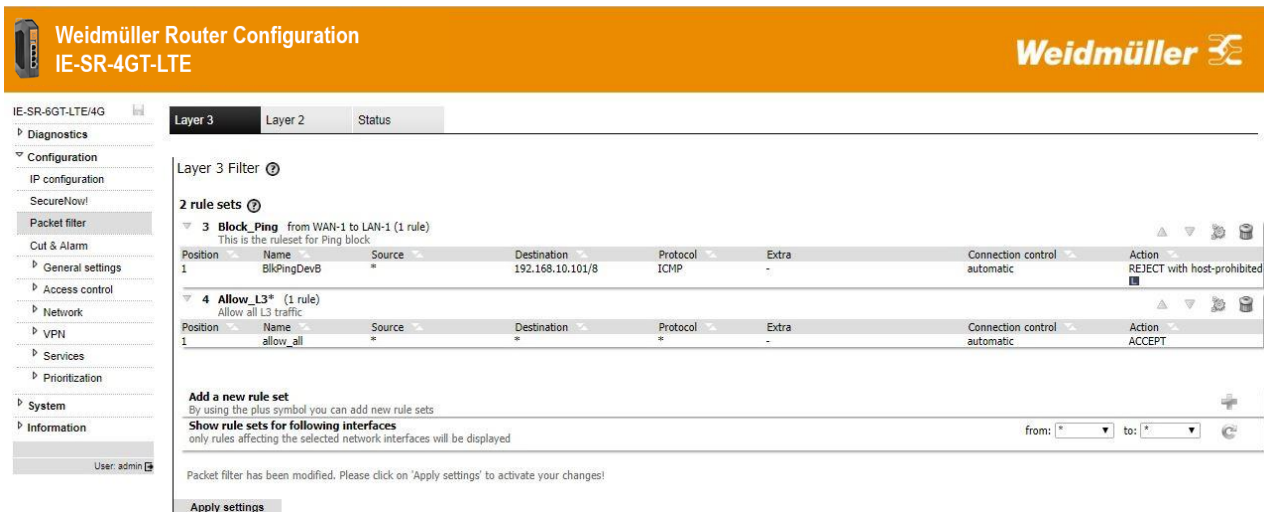 Weidmüller Router Configuration
IE-SR-4GT-LTE
Weidmüller
IE-SR-6GT-LTE/4G
Diagnostics
Configuration
IP configuration
SecureNow!
Packet filter
Cut & Alarm
General settings
Access control
Network
VPN
Services
Prioritization
System
Information
User: admin
Layer 3 Layer 2 Status
Layer 3 Filter ?
2 rule sets ?
3 Block_Ping from WAN-1 to LAN-1 (1 rule)
This is the ruleset for Ping block
Position Name Source Destination Protocol Extra Connection control Action
1 BlkPingDevB * 192.168.10.101/8 ICMP - automatic REJECT with host-prohibited
L
4 Allow_L3* (1 rule)
Allow all L3 traffic
Position Name Source Destination Protocol Extra Connection control Action
1 allow_all * * * - automatic ACCEPT
Add a new rule set
By using the plus symbol you can add new rule sets
Show rule sets for following interfaces
only rules affecting the selected network interfaces will be displayed
from: * to: *
Packet filter has been modified. Please click on 'Apply settings' to activate your changes!
Apply settings